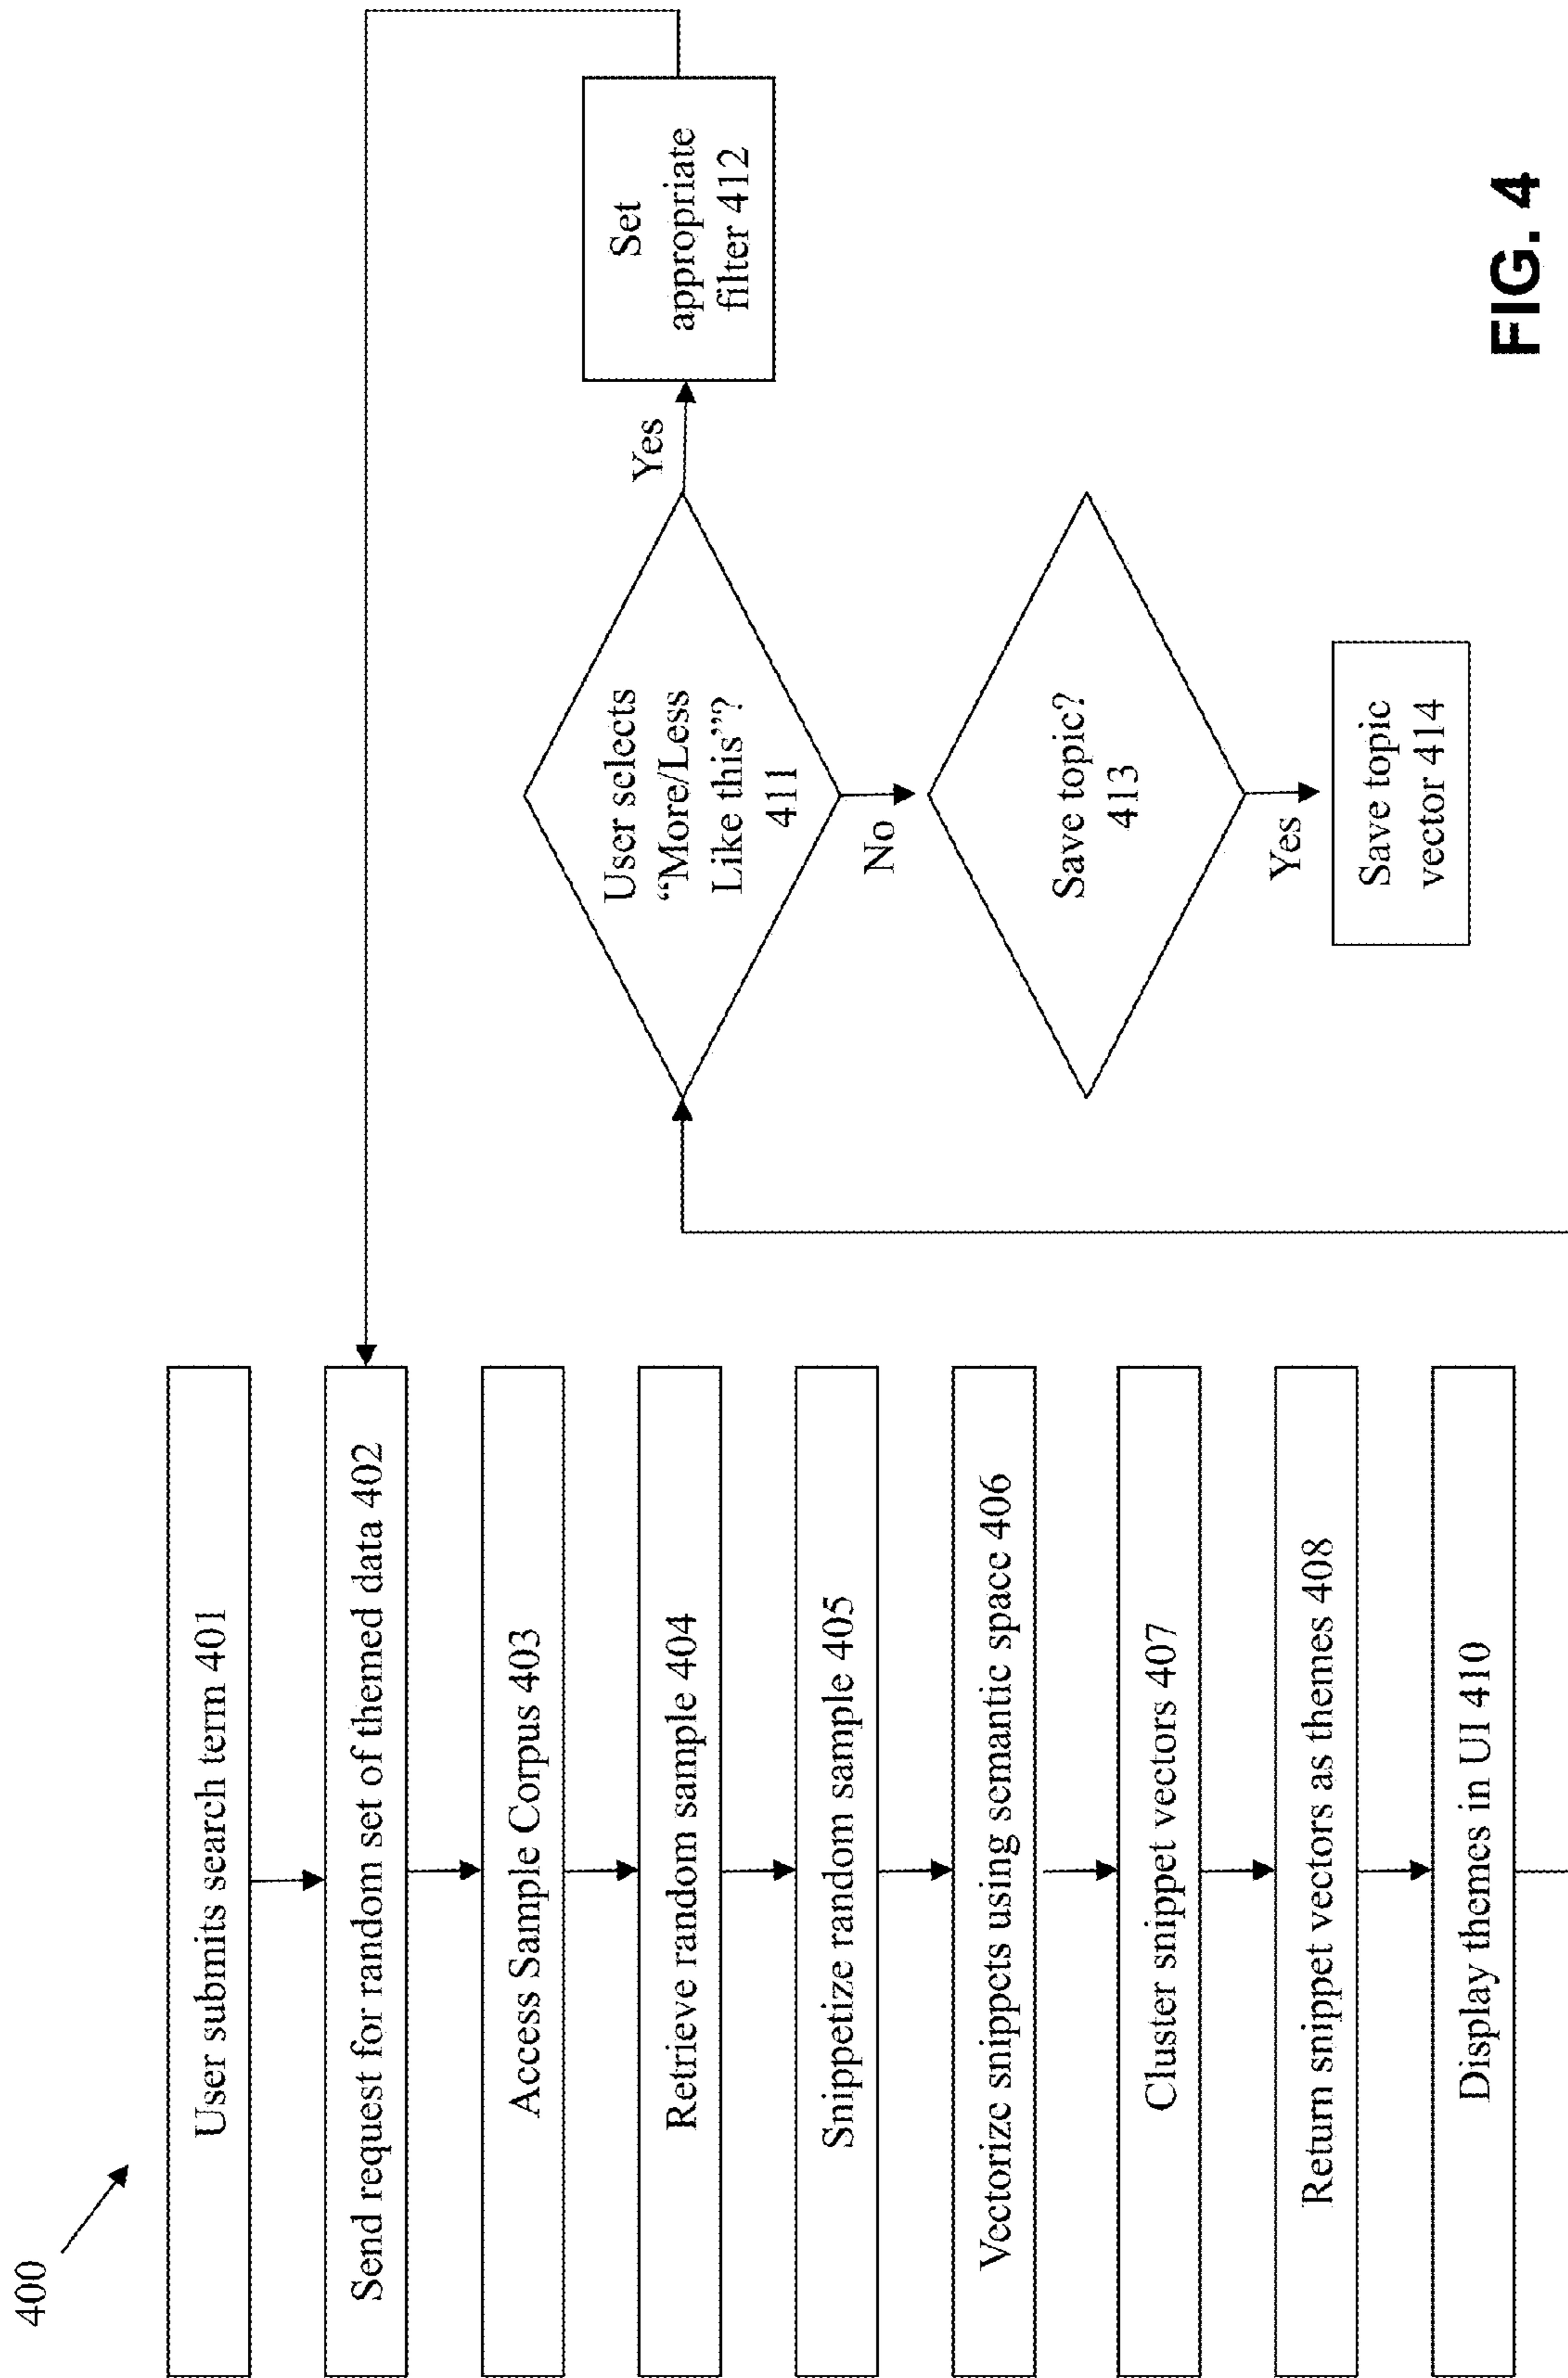 400
User submits search term 401
Send request for random set of themed data 402
Access Sample Corpus 403
Retrieve random sample 404
Snippetize random sample 405
Vectorize snippets using semantic space 406
Cluster snippet vectors 407
Return snippet vectors as themes 408
Display themes in UI 410
User selects
“More/Less
Like this”?
411
Yes
Set
appropriate
filter 412
No
Save topic?
413
Yes
Save topic
vector 414
FIG. 4